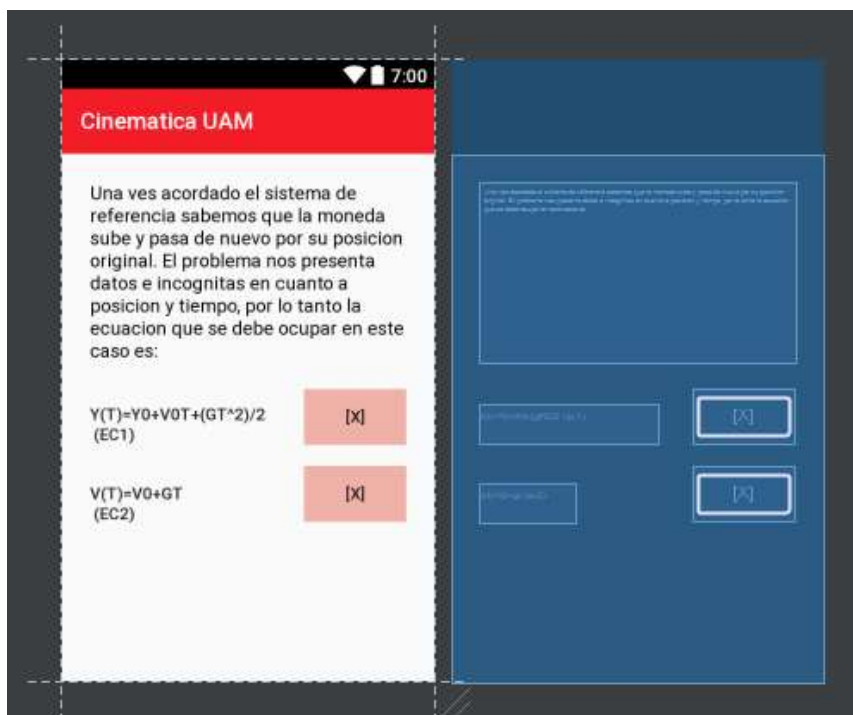 7:00
Cinematica UAM
Una ves acordado el sistema de
referencia sabemos que la moneda
sube y pasa de nuevo por su posicion
original. El problema nos presenta
datos e incognitas en cuanto a
posicion y tiempo, por lo tanto la
ecuacion que se debe ocupar en este
caso es:
Y(T)=Y0+V0T+(GT^2)/2
(EC1)
[X]
V(T)=V0+GT
(EC2)
[X]
[X]
[X]